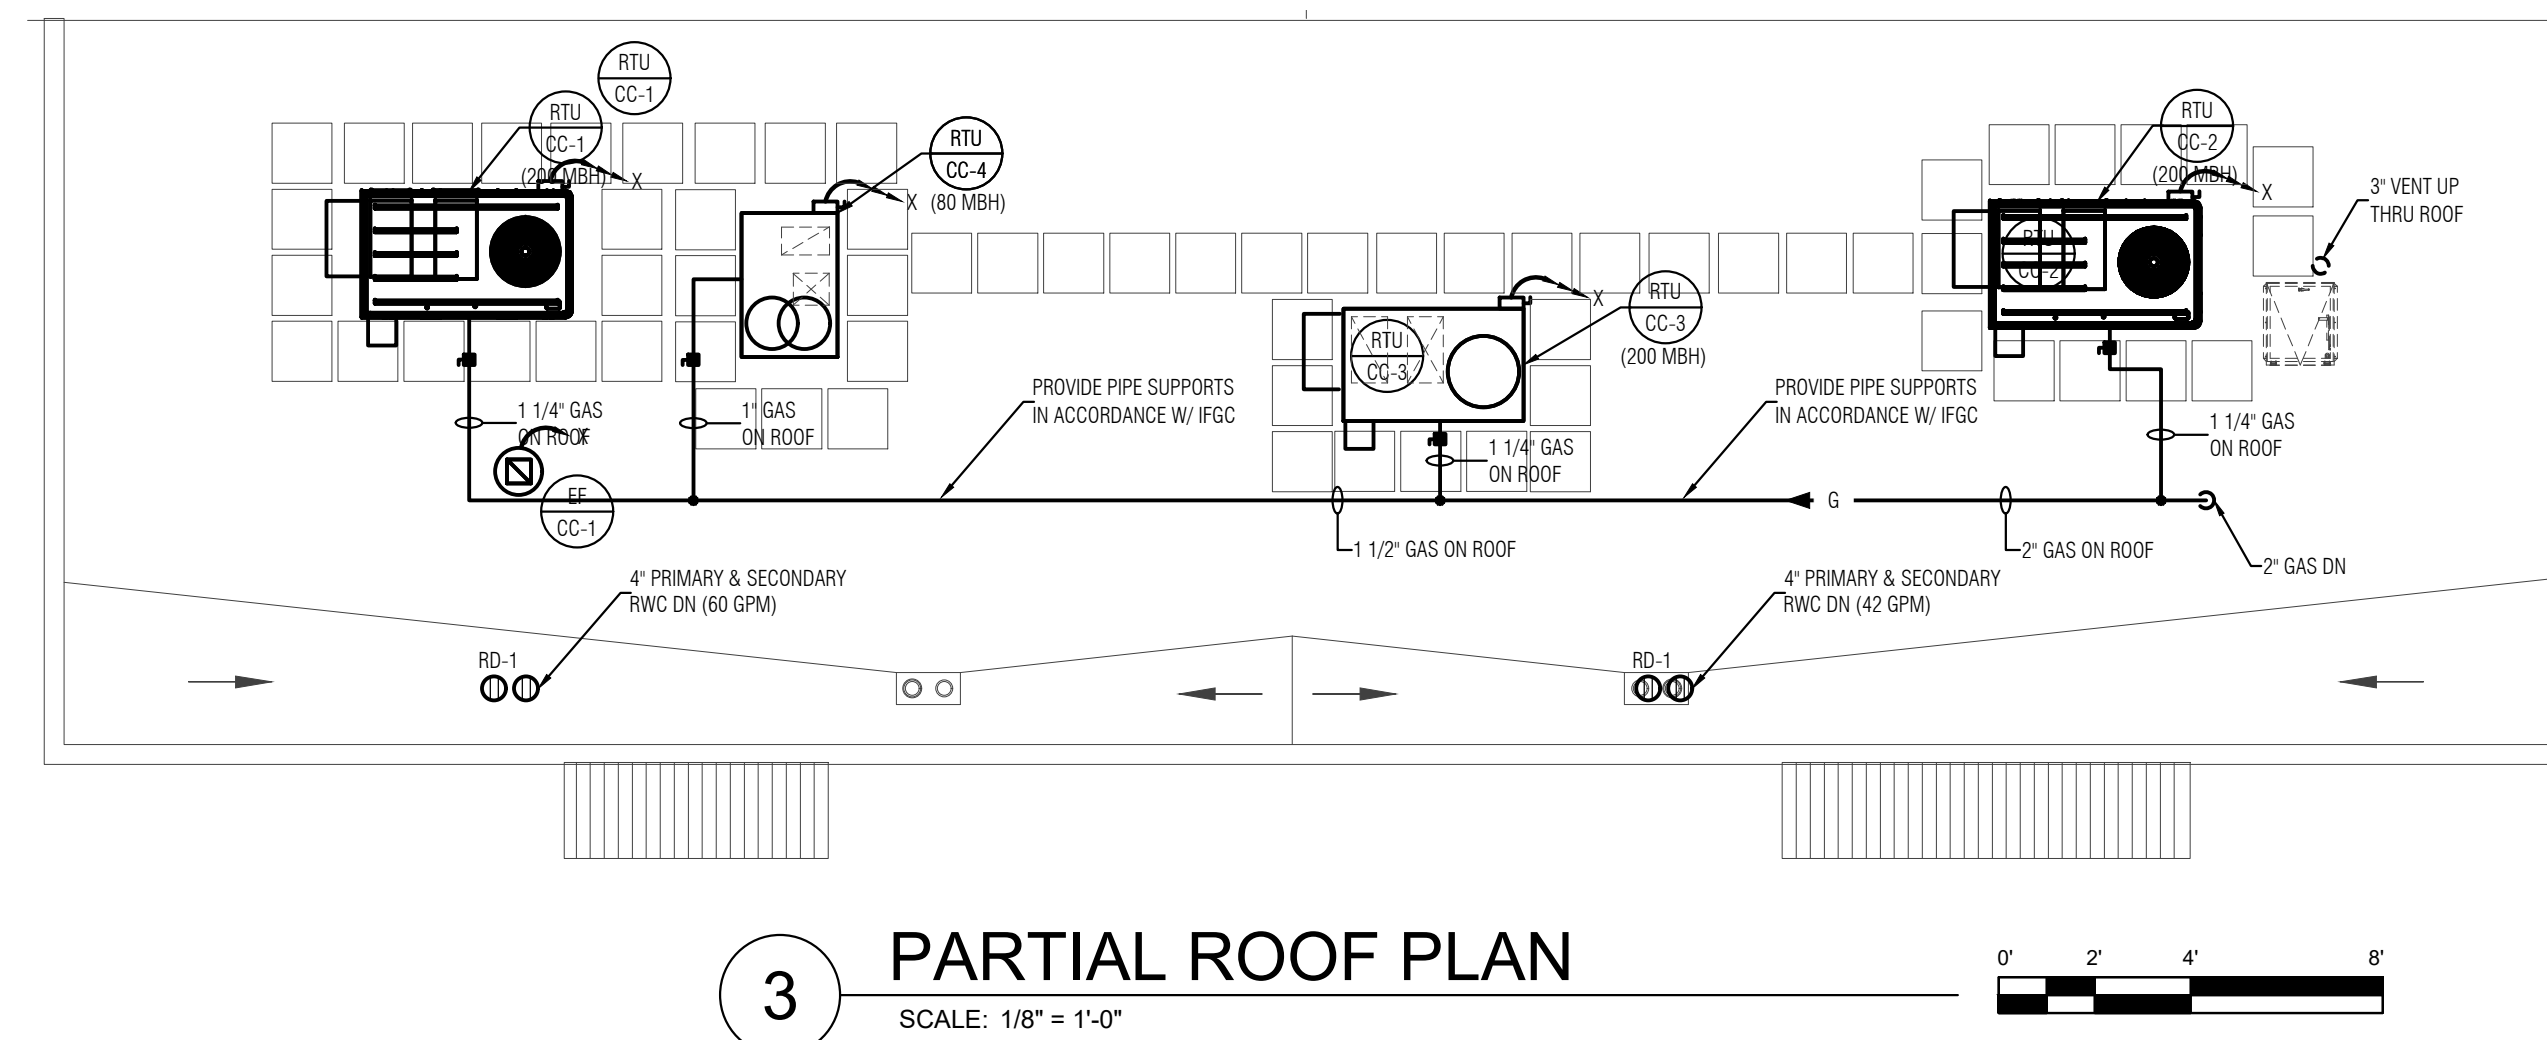 RTU
CC-1
RTU
CC-1
(200 MBH)
X
RTU
CC-4
(80 MBH)
X
RTU
CC-2
(200 MBH)
X
3" VENT UP
THRU ROOF
RTU
CC-2
X
RTU
CC-3
(200 MBH)
RTU
CC-3
PROVIDE PIPE SUPPORTS
IN ACCORDANCE W/ IFGC
PROVIDE PIPE SUPPORTS
IN ACCORDANCE W/ IFGC
1 1/4" GAS
ON ROOF
X
1" GAS
ON ROOF
1 1/4" GAS
ON ROOF
1 1/4" GAS
ON ROOF
EF
CC-1
G
1 1/2" GAS ON ROOF
2" GAS ON ROOF
2" GAS DN
4" PRIMARY & SECONDARY
RWC DN (60 GPM)
4" PRIMARY & SECONDARY
RWC DN (42 GPM)
RD-1
RD-1
3
PARTIAL ROOF PLAN
SCALE: 1/8" = 1'-0"
0' 2' 4' 8'